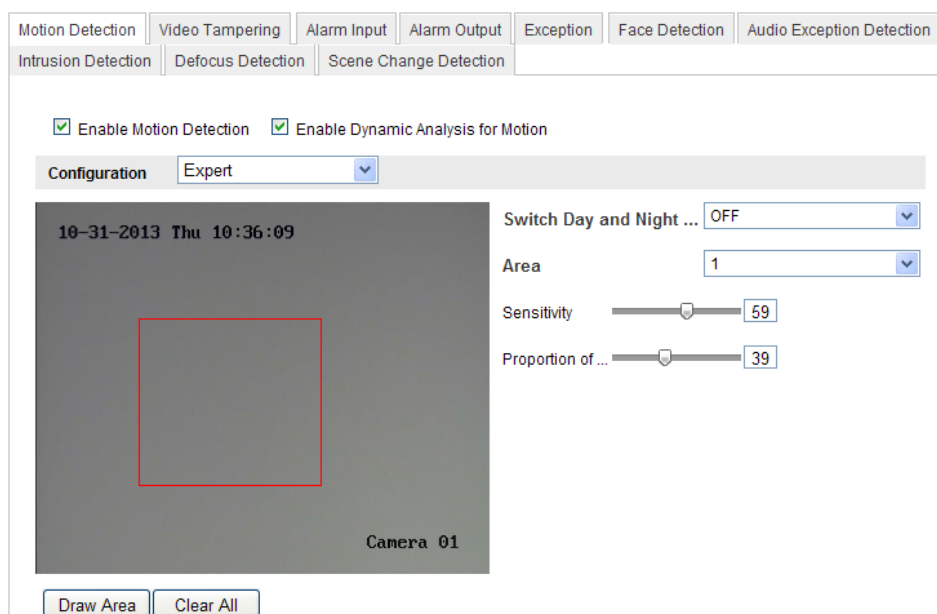 Motion Detection Video Tampering Alarm Input Alarm Output Exception Face Detection Audio Exception Detection
Intrusion Detection Defocus Detection Scene Change Detection
Enable Motion Detection Enable Dynamic Analysis for Motion
Configuration Expert
10-31-2013 Thu 10:36:09
Camera 01
Switch Day and Night ... OFF
Area 1
Sensitivity 59
Proportion of ... 39
Draw Area Clear All